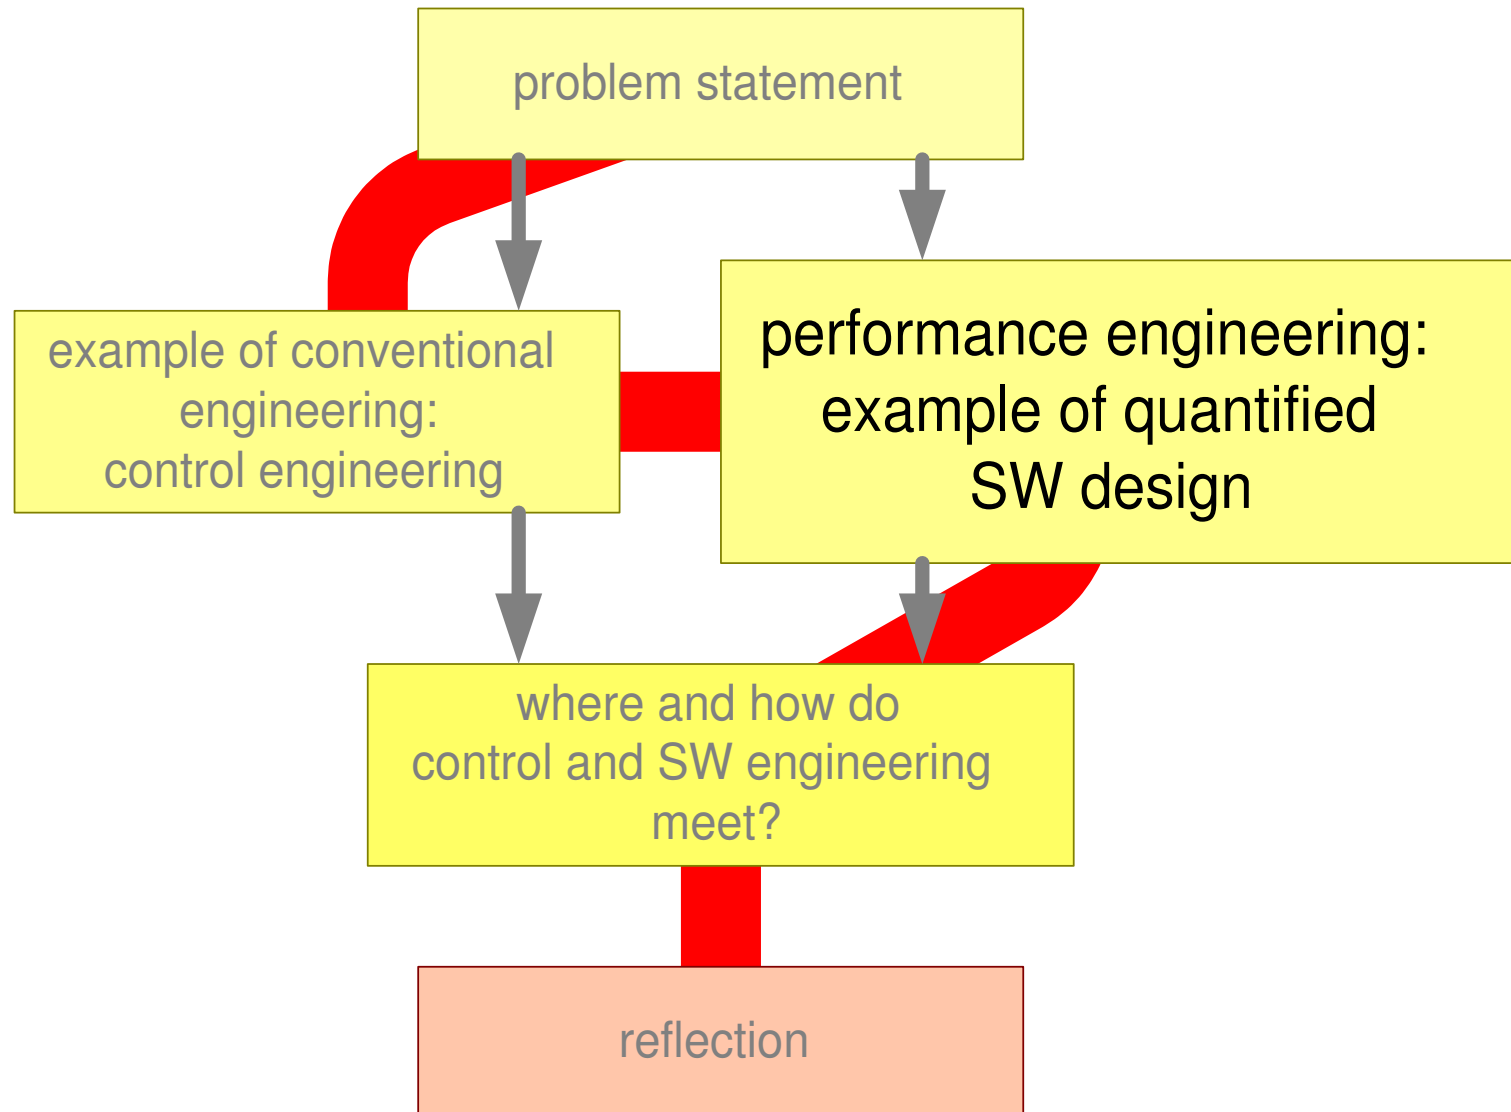 problem statement
example of conventional
engineering:
control engineering
performance engineering:
example of quantified
SW design
where and how do
control and SW engineering
meet?
reflection